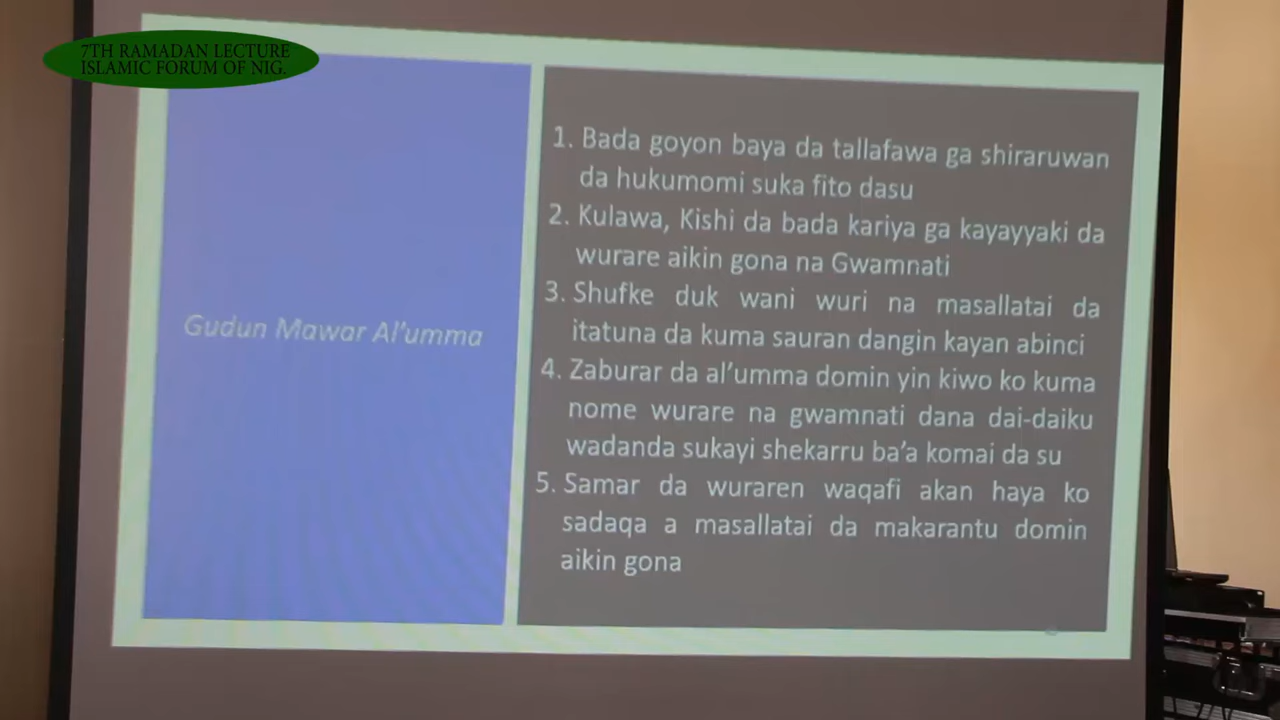 7TH RAMADAN LECTURE
ISLAMIC FORUM OF NIG.
Gudun Mawar Al'umma
1. Bada goyon baya da tallafawa ga shiraruwan
da hukumomi suka fito dasu
2. Kulawa, Kishi da bada kariya ga kayayyaki da
wurare aikin gona na Gwamnati
3. Shufke duk wani wuri na masallatai da
itatuna da kuma sauran dangin kayan abinci
4. Zaburar da al'umma domin yin kiwo ko kuma
nome wurare na gwamnati dana dai-daiku
wadanda sukayi shekarru ba'a komai da su
5. Samar da wuraren waqafi akan haya ko
sadaqa a masallatai da makarantu domin
aikin gona